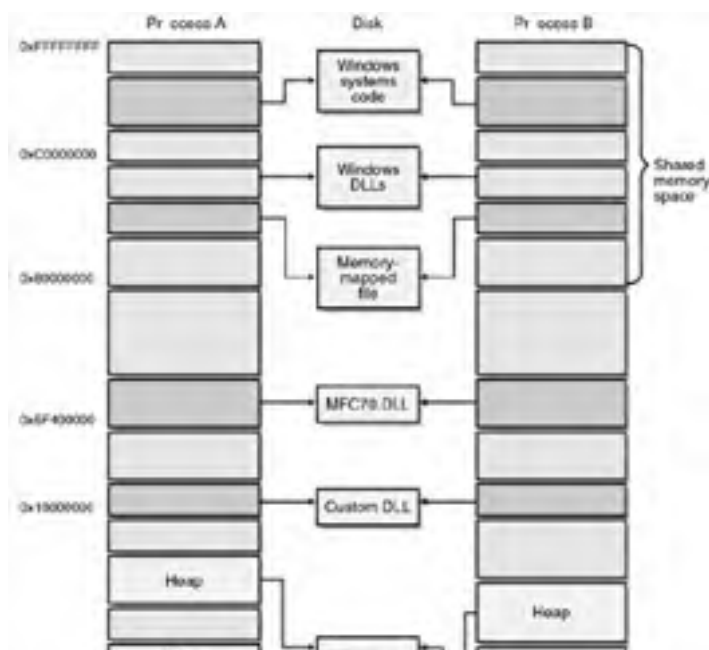 Process A
Disk
Process B
0xFFFFFFFF
Windows
systems
code
0xC0000000
Windows
DLLs
Shared
memory
space
Memory-
mapped
file
0x80000000
MFC70.DLL
0x5F400000
Custom DLL
0x10000000
Heap
Heap